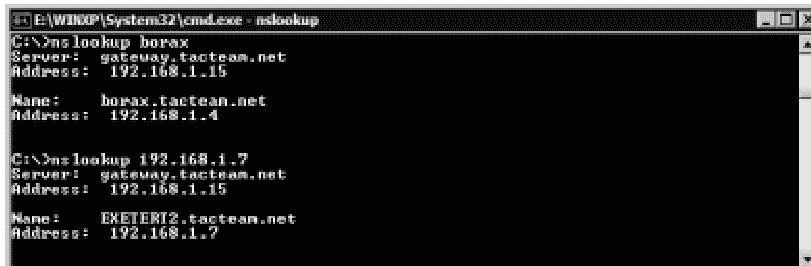 E:\WINXP\System32\cmd.exe - nslookup
C:\>nslookup borax
Server: gateway.tacteam.net
Address: 192.168.1.15
Name: borax.tacteam.net
Address: 192.168.1.4
C:\>nslookup 192.168.1.7
Server: gateway.tacteam.net
Address: 192.168.1.15
Name: EXETERI2.tacteam.net
Address: 192.168.1.7